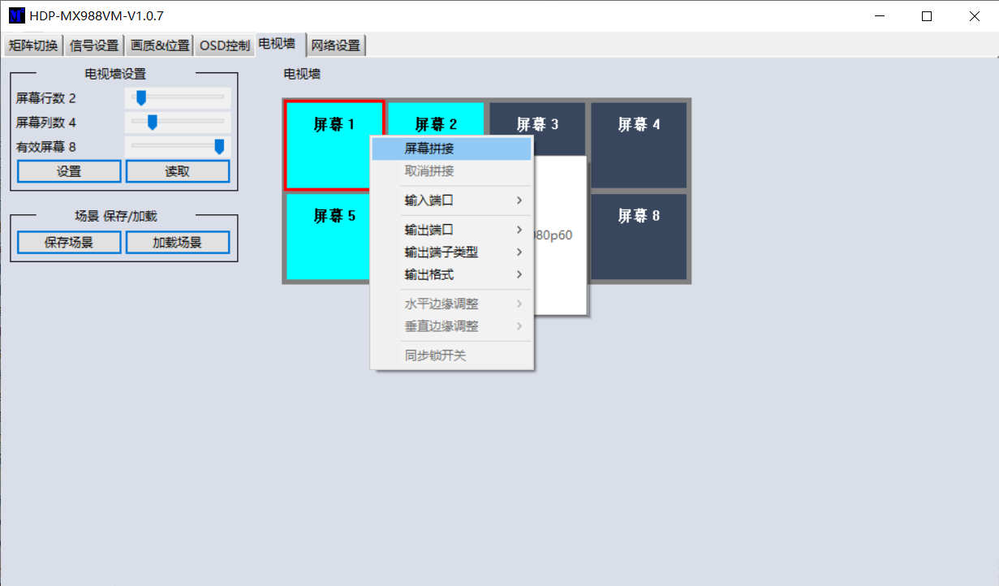 HDP-MX988VM-V1.0.7
矩阵切换 信号设置 画质&位置 OSD控制 电视墙 网络设置
电视墙设置
屏幕行数 2
屏幕列数 4
有效屏幕 8
设置 读取
场景 保存/加载
保存场景 加载场景
电视墙
屏幕 1 屏幕 2 屏幕 3 屏幕 4
屏幕 5 屏幕 8
屏幕拼接
取消拼接
输入端口
输出端口
输出端子类型
输出格式
水平边缘调整
垂直边缘调整
同步锁开关
80p60